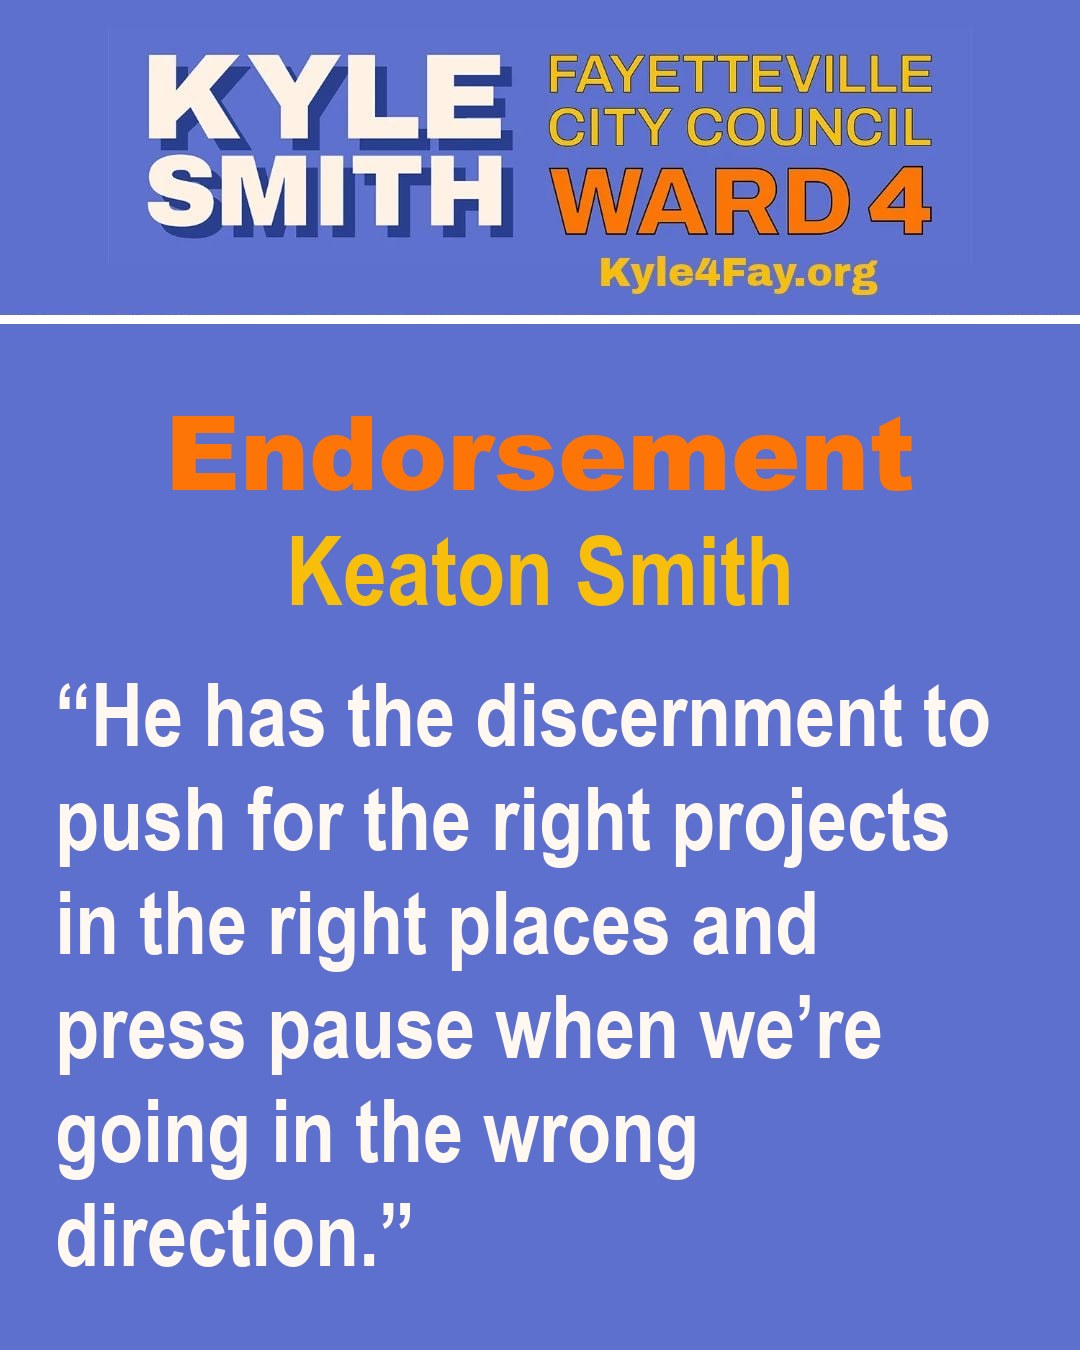 KYLE
SMITH
FAYETTEVILLE
CITY COUNCIL
WARD 4
Kyle4Fay.org
Endorsement
Keaton Smith
“He has the discernment to
push for the right projects
in the right places and
press pause when we’re
going in the wrong
direction.”